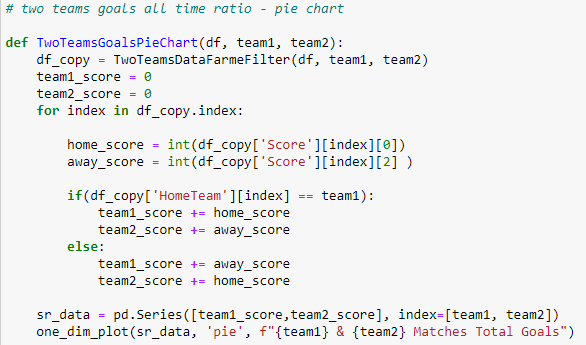 # two teams goals all time ratio - pie chart
def TwoTeamsGoalsPieChart(df, team1, team2):
    df_copy = TwoTeamsDataFarmeFilter(df, team1, team2)
    team1_score = 0
    team2_score = 0
    for index in df_copy.index:
        home_score = int(df_copy['Score'][index][0])
        away_score = int(df_copy['Score'][index][2] )
        if(df_copy['HomeTeam'][index] == team1):
            team1_score += home_score
            team2_score += away_score
        else:
            team1_score += away_score
            team2_score += home_score
    sr_data = pd.Series([team1_score,team2_score], index=[team1, team2])
    one_dim_plot(sr_data, 'pie', f"{team1} & {team2} Matches Total Goals")